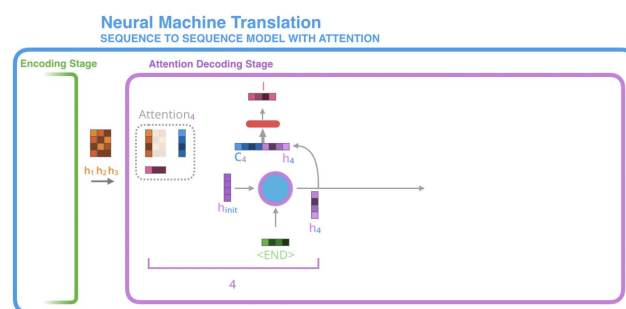 Neural Machine Translation
SEQUENCE TO SEQUENCE MODEL WITH ATTENTION
Encoding Stage
Attention Decoding Stage
I
Attention₄
C₄
h₄
h₁ h₂ h₃
h_init
h₄
<END>
4